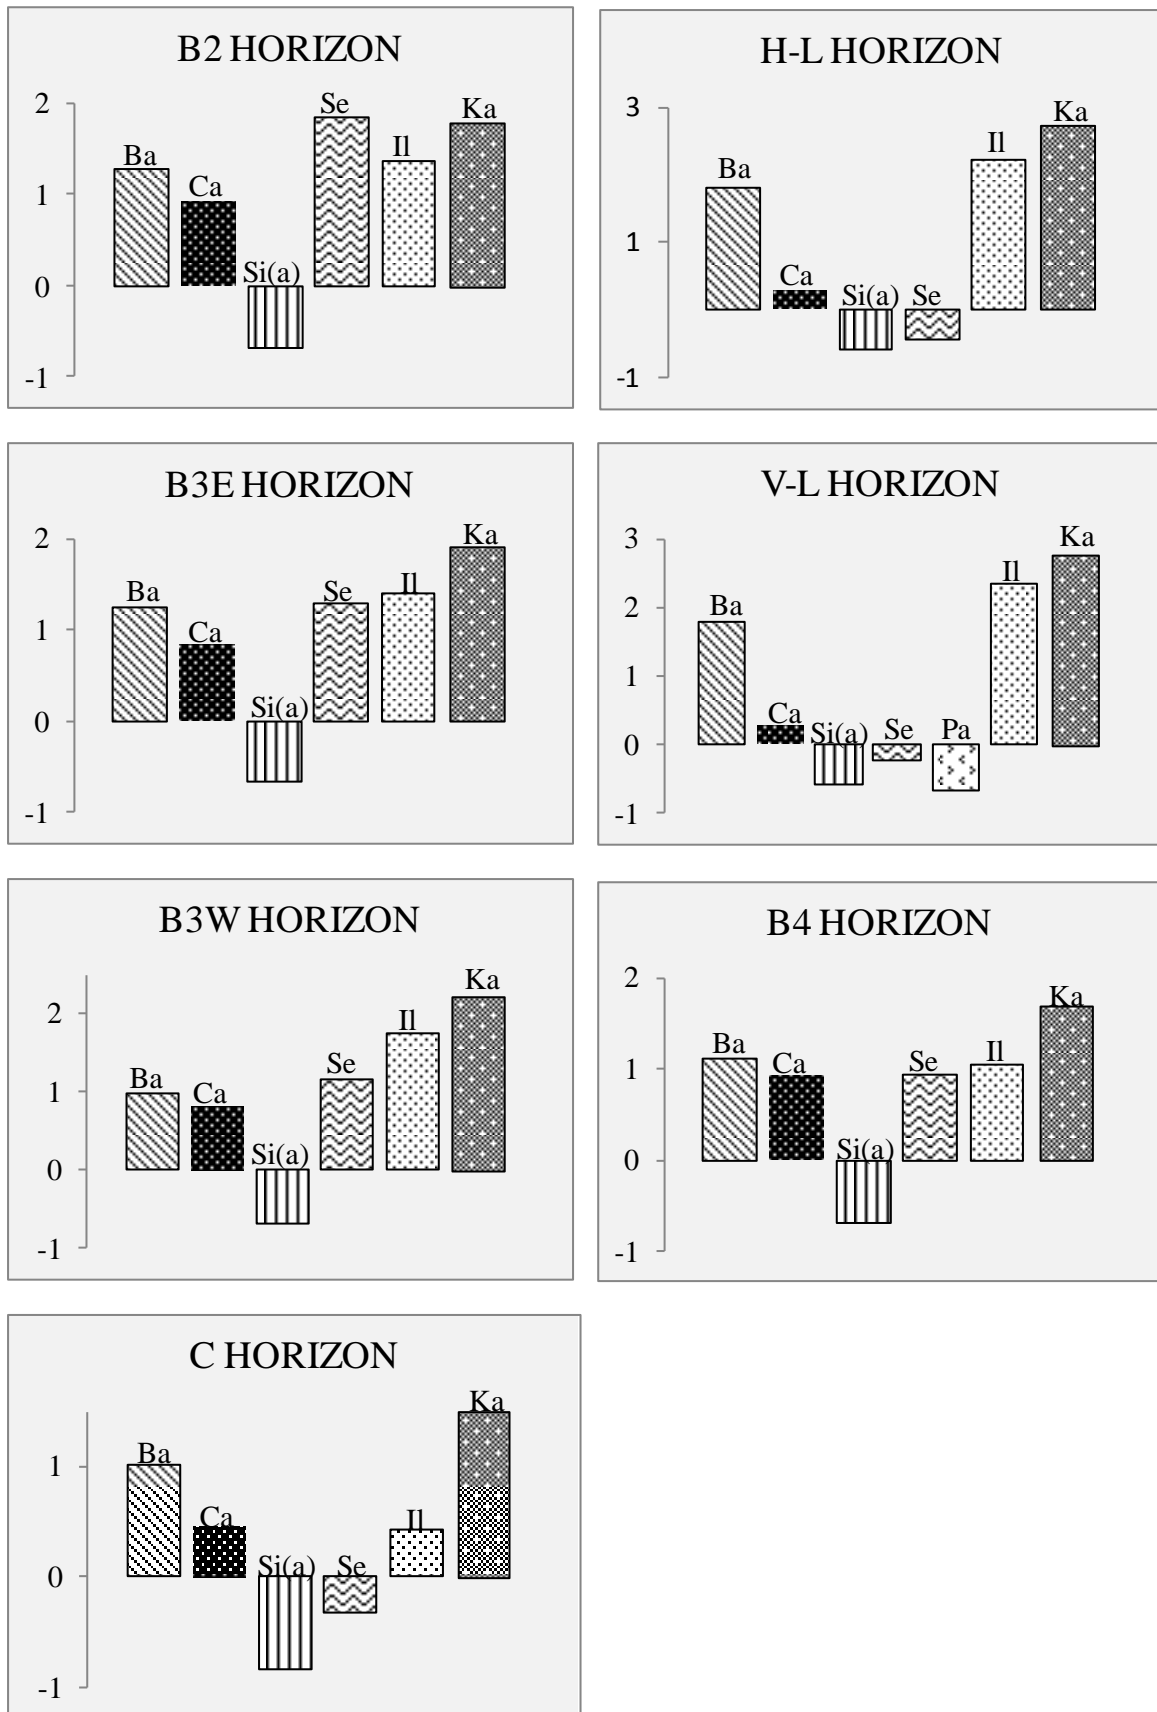 B2 HORIZON
2
1
0
-1
Ba
Ca
Si(a)
Se
Il
Ka
H-L HORIZON
3
1
-1
Ba
Ca
Si(a)
Se
Il
Ka
B3E HORIZON
2
1
0
-1
Ba
Ca
Si(a)
Se
Il
Ka
V-L HORIZON
3
2
1
0
-1
Ba
Ca
Si(a)
Se
Pa
Il
Ka
B3W HORIZON
2
1
0
-1
Ba
Ca
Si(a)
Se
Il
Ka
B4 HORIZON
2
1
0
-1
Ba
Ca
Si(a)
Se
Il
Ka
C HORIZON
1
0
-1
Ba
Ca
Si(a)
Se
Il
Ka